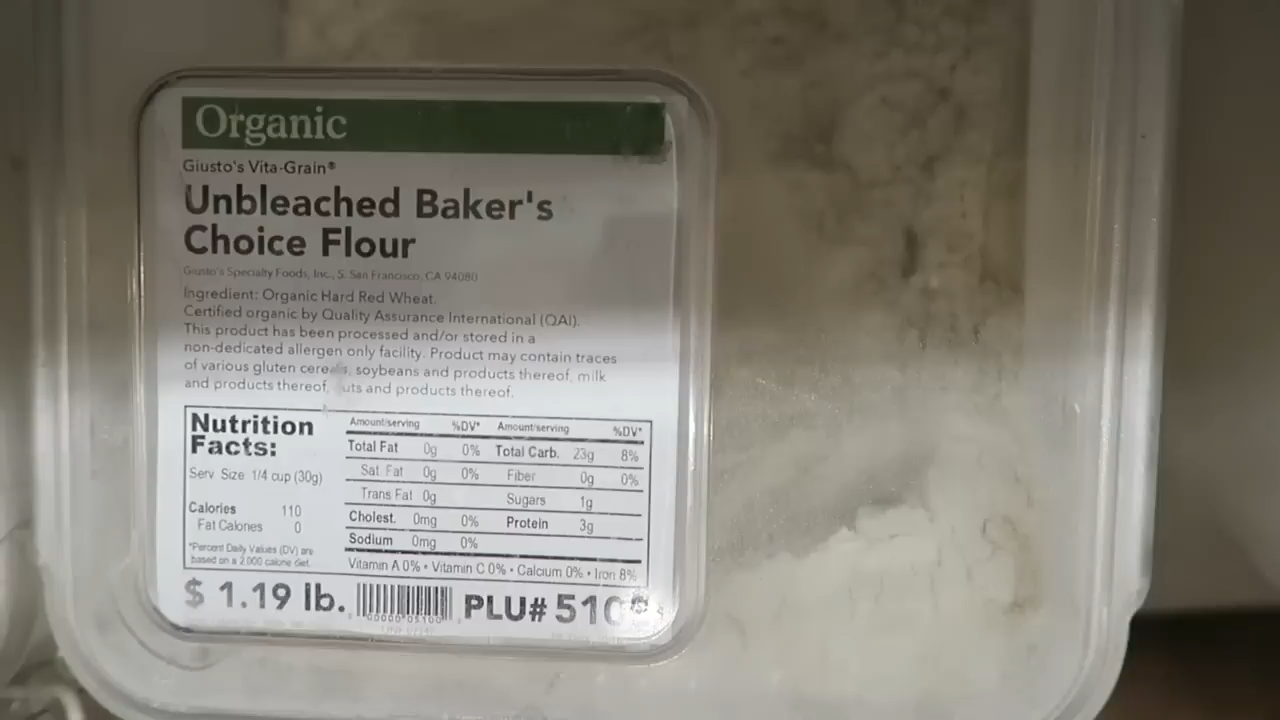 Organic
Giusto's Vita-Grain®
Unbleached Baker's
Choice Flour
Giusto's Specialty Foods, Inc., S. San Francisco, CA 94080
Ingredient: Organic Hard Red Wheat.
Certified organic by Quality Assurance International (QAI).
This product has been processed and/or stored in a
non-dedicated allergen only facility. Product may contain traces
of various gluten soybeans and products thereof, milk
and products thereof, and products thereof.
Nutrition
Facts:
Serv Size 1/4 cup (30g)
Calories 110
Fat Calories 0
*Percent Daily Values (DV) are
based on a 2,000 calorie diet.
Amount/serving %DV* Amount/serving %DV*
Total Fat 0g 0% Total Carb. 23g 8%
Sat Fat 0g 0% Fiber 0g 0%
Trans Fat 0g Sugars 1g
Cholest. 0mg 0% Protein 3g
Sodium 0mg 0%
Vitamin A 0% • Vitamin C 0% • Calcium 0% • Iron 8%
$ 1.19 lb. PLU#